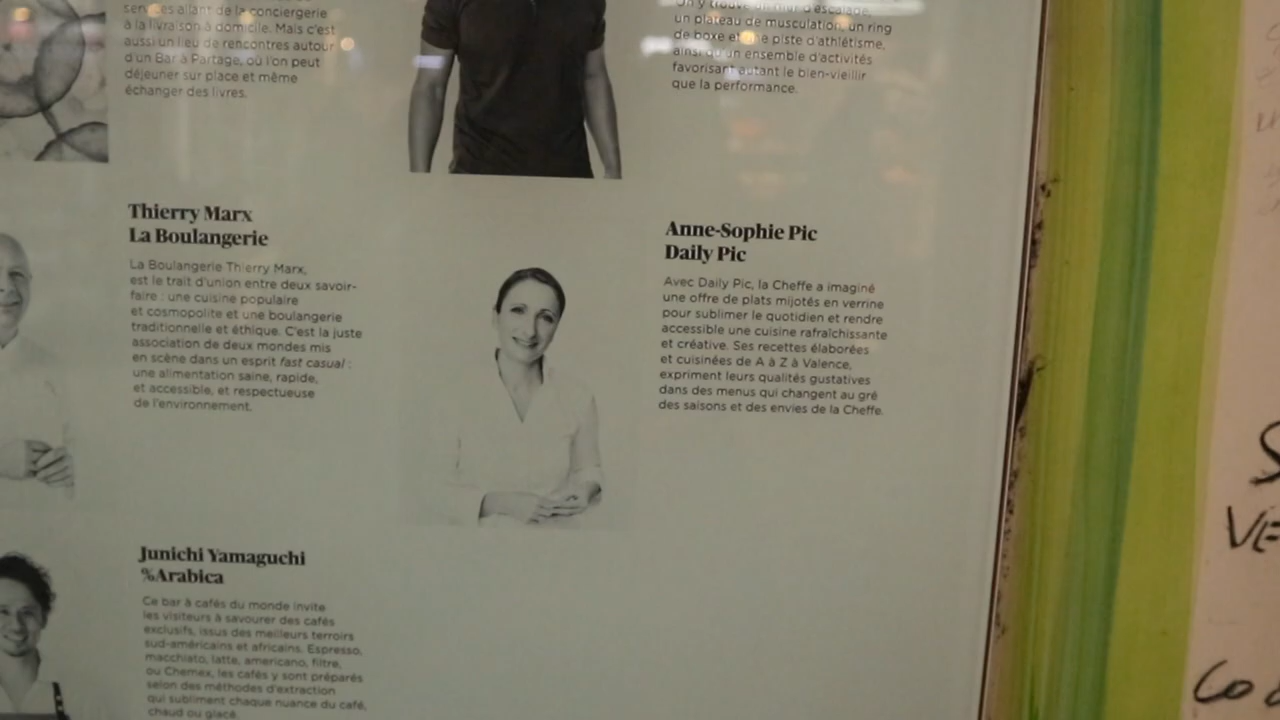 services allant de la conciergerie
à la livraison à domicile. Mais c'est
aussi un lieu de rencontres autour
d'un Bar à Partage, où l'on peut
déjeuner sur place et même
échanger des livres.
On y trouve un mur d'escalade,
un plateau de musculation, un ring
de boxe et une piste d'athlétisme,
ainsi qu'un ensemble d'activités
favorisant autant le bien-vieillir
que la performance.
Thierry Marx
La Boulangerie
La Boulangerie Thierry Marx,
est le trait d'union entre deux savoir-
faire : une cuisine populaire
et cosmopolite et une boulangerie
traditionnelle et éthique. C'est la juste
association de deux mondes mis
en scène dans un esprit fast casual :
une alimentation saine, rapide,
et accessible, et respectueuse
de l'environnement.
Anne-Sophie Pic
Daily Pic
Avec Daily Pic, la Cheffe a imaginé
une offre de plats mijotés en verrine
pour sublimer le quotidien et rendre
accessible une cuisine rafraîchissante
et créative. Ses recettes élaborées
et cuisinées de A à Z à Valence,
expriment leurs qualités gustatives
dans des menus qui changent au gré
des saisons et des envies de la Cheffe.
Junichi Yamaguchi
%Arabica
Ce bar à cafés du monde invite
les visiteurs à savourer des cafés
exclusifs, issus des meilleurs terroirs
sud-américains et africains. Espresso,
macchiato, latte, americano, filtre,
ou Chemex, les cafés y sont préparés
selon des méthodes d'extraction
qui subliment chaque nuance du café,
chaud ou glacé.
VE